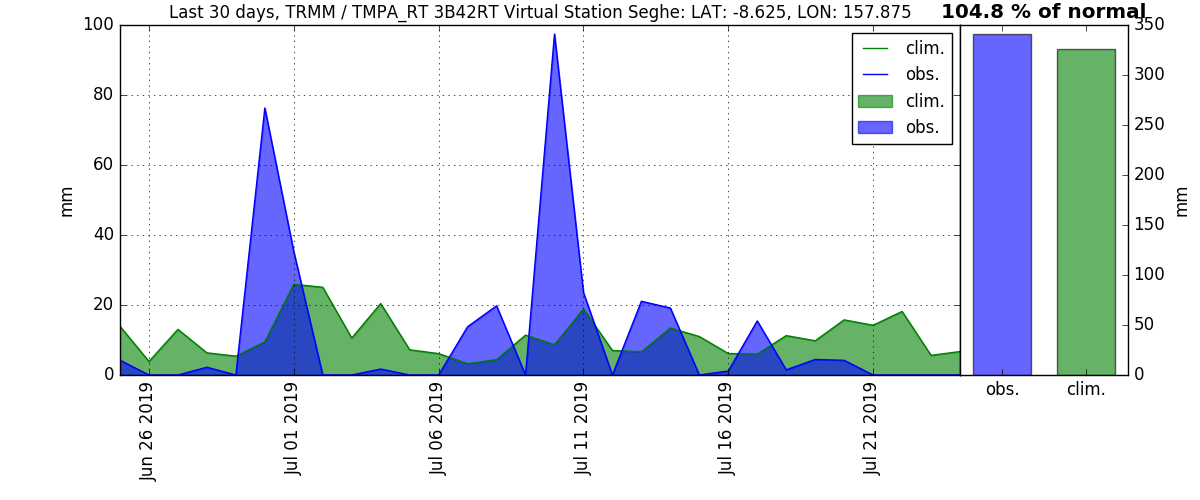 Last 30 days, TRMM / TMPA_RT 3B42RT Virtual Station Seghe: LAT: -8.625, LON: 157.875
104.8 % of normal
100
80
60
40
20
0
mm
clim.
obs.
clim.
obs.
350
300
250
200
150
100
50
0
mm
Jun 26 2019
Jul 01 2019
Jul 06 2019
Jul 11 2019
Jul 16 2019
Jul 21 2019
obs.
clim.